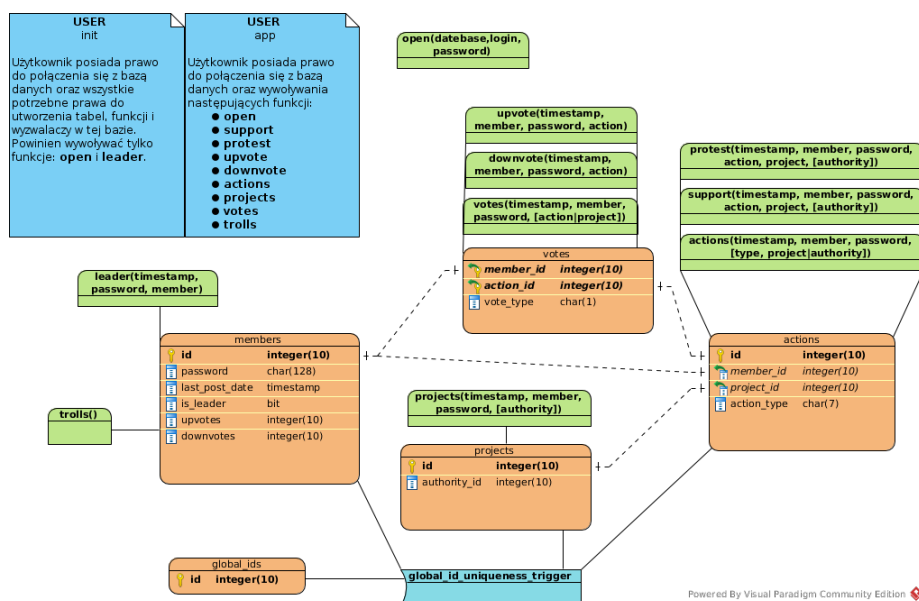 USER
init
Użytkownik posiada prawo
do połączenia się z bazą
danych oraz wszystkie
potrzebne prawa do
utworzenia tabel, funkcji i
wyzwalaczy w tej bazie.
Powinien wywoływać tylko
funkcje: open i leader.
USER
app
Użytkownik posiada prawo
do połączenia się z bazą
danych oraz wywoływania
następujących funkcji:
● open
● support
● protest
● upvote
● downvote
● actions
● projects
● votes
● trolls
open(datebase,login,
password)
upvote(timestamp,
member, password, action)
downvote(timestamp,
member, password, action)
votes(timestamp, member,
password, [action|project])
protest(timestamp, member, password,
action, project, [authority])
support(timestamp, member, password,
action, project, [authority])
actions(timestamp, member, password,
[type, project|authority])
votes
member_id integer(10)
action_id integer(10)
vote_type char(1)
leader(timestamp,
password, member)
members
id integer(10)
password char(128)
last_post_date timestamp
is_leader bit
upvotes integer(10)
downvotes integer(10)
actions
id integer(10)
member_id integer(10)
project_id integer(10)
action_type char(7)
trolls()
projects(timestamp, member,
password, [authority])
projects
id integer(10)
authority_id integer(10)
global_ids
id integer(10)
global_id_uniqueness_trigger
Powered By Visual Paradigm Community Edition